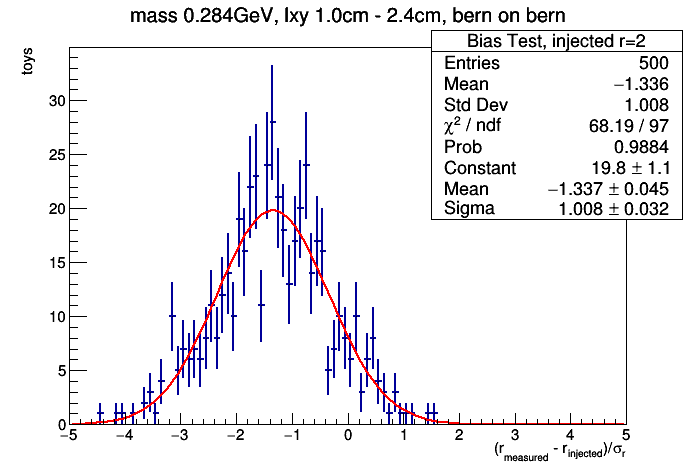 mass 0.284GeV, lxy 1.0cm - 2.4cm, bern on bern
toys
Bias Test, injected r=2
Entries 500
Mean −1.336
Std Dev 1.008
χ² / ndf 68.19 / 97
Prob 0.9884
Constant 19.8 ± 1.1
Mean −1.337 ± 0.045
Sigma 1.008 ± 0.032
30
25
20
15
10
5
0
−5 −4 −3 −2 −1 0 1 2 3 4 5
(r_measured - r_injected)/σ_r